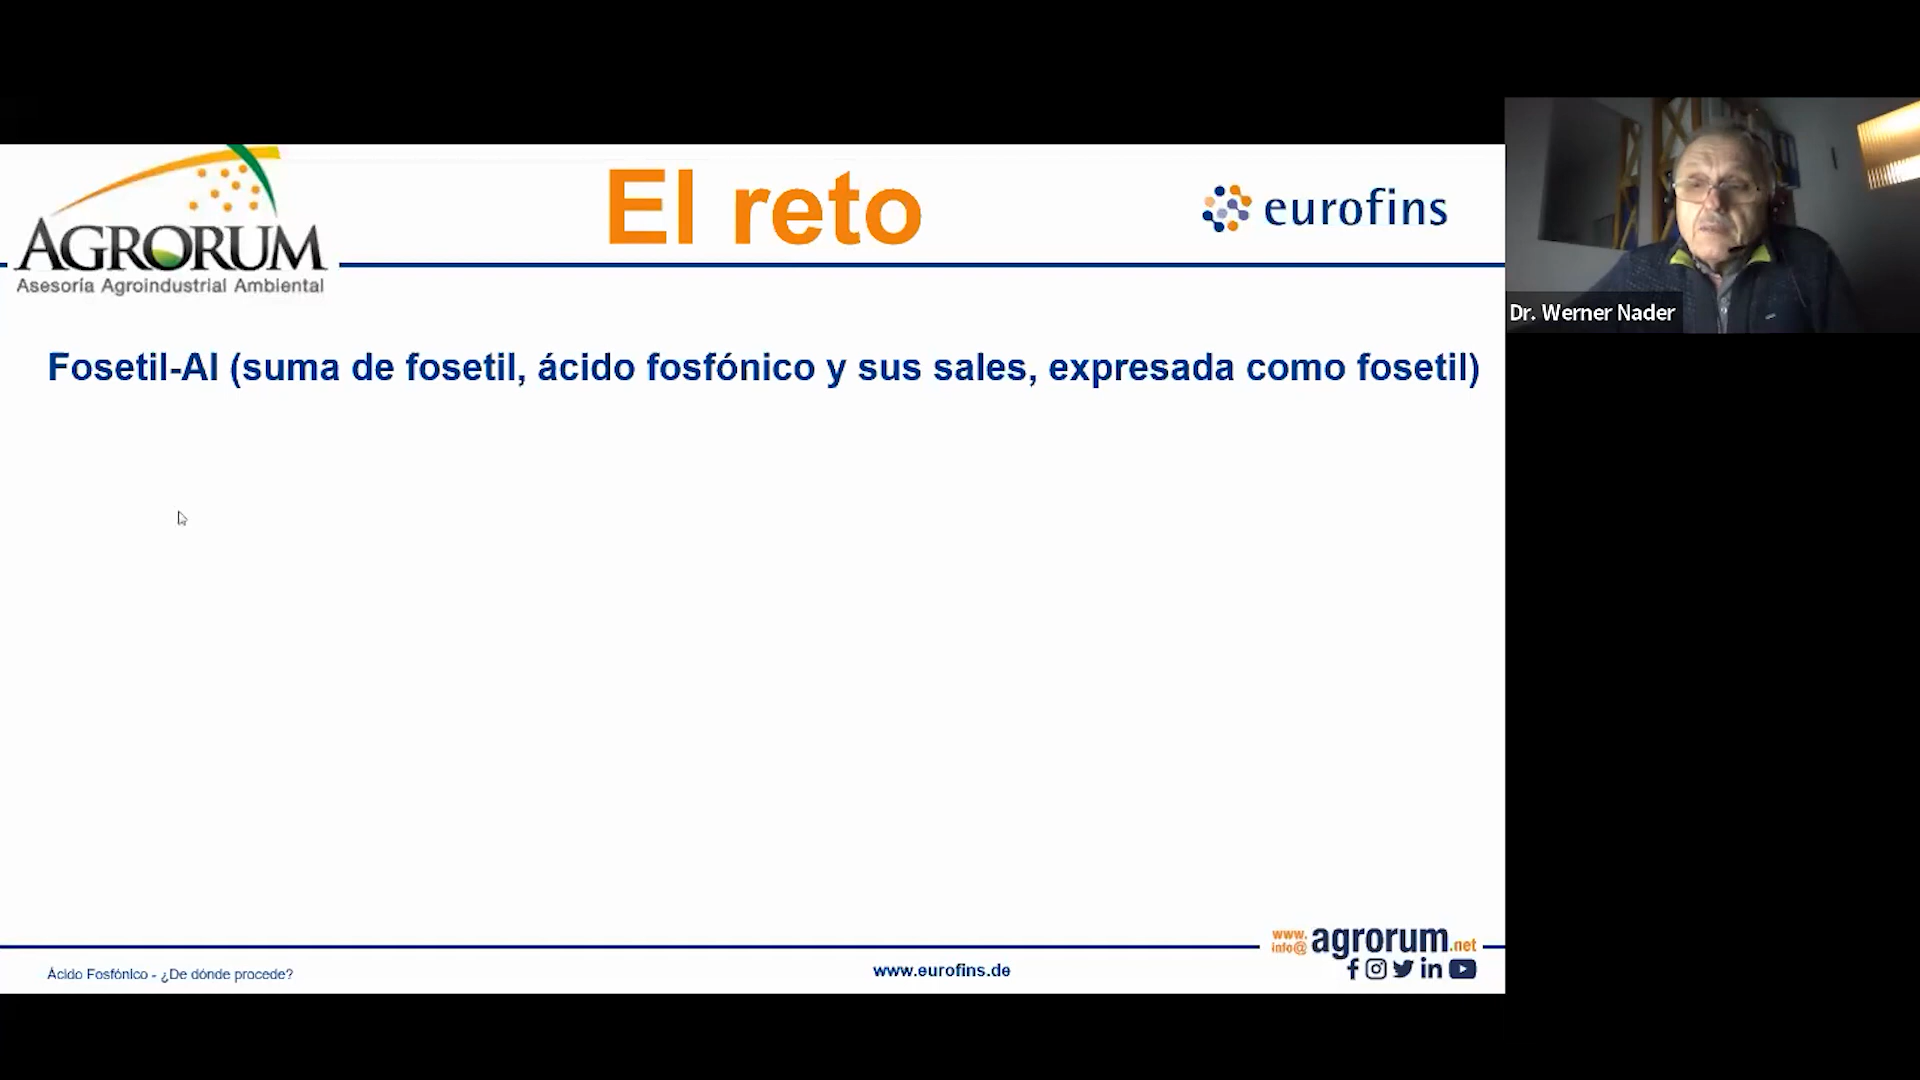 El reto
AGRORUM
Asesoría Agroindustrial Ambiental
eurofins
Dr. Werner Nader
Fosetil-Al (suma de fosetil, ácido fosfónico y sus sales, expresada como fosetil)
www.
info@
agrorum.net
Ácido Fosfónico - ¿De dónde procede?
www.eurofins.de